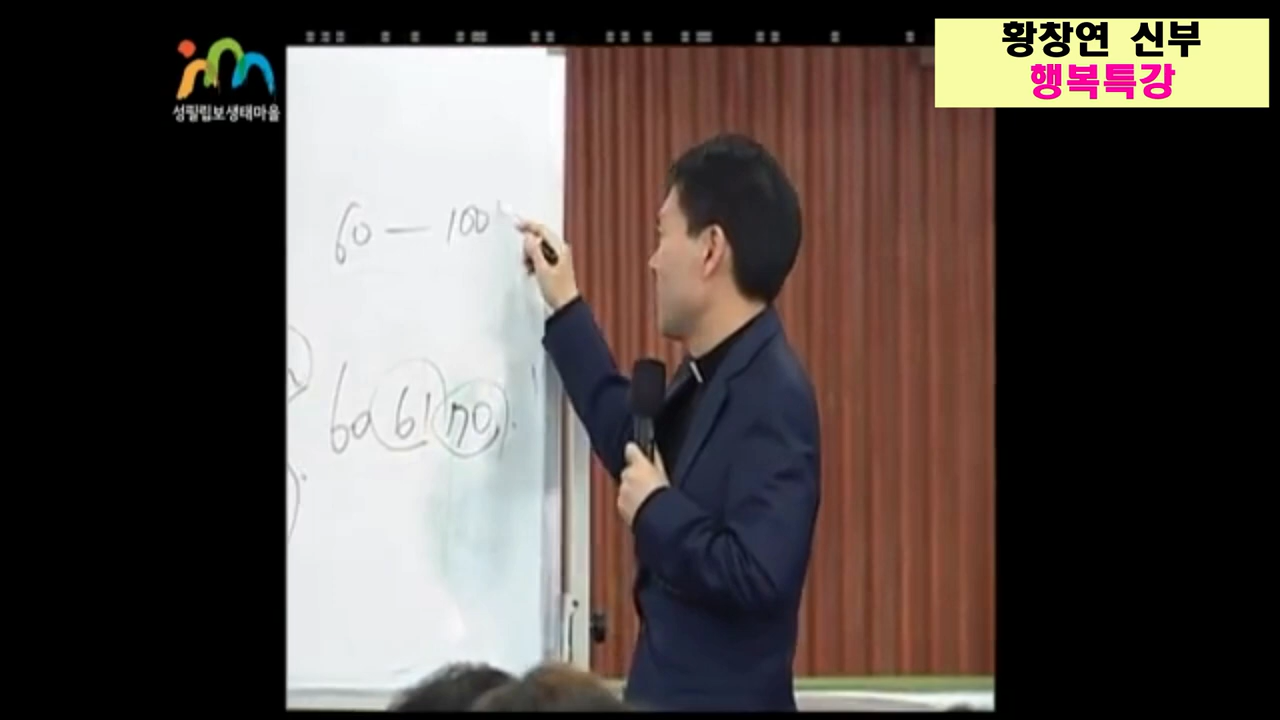 성필립보생태마을
황창연 신부
행복특강
60 — 100
60 61 70